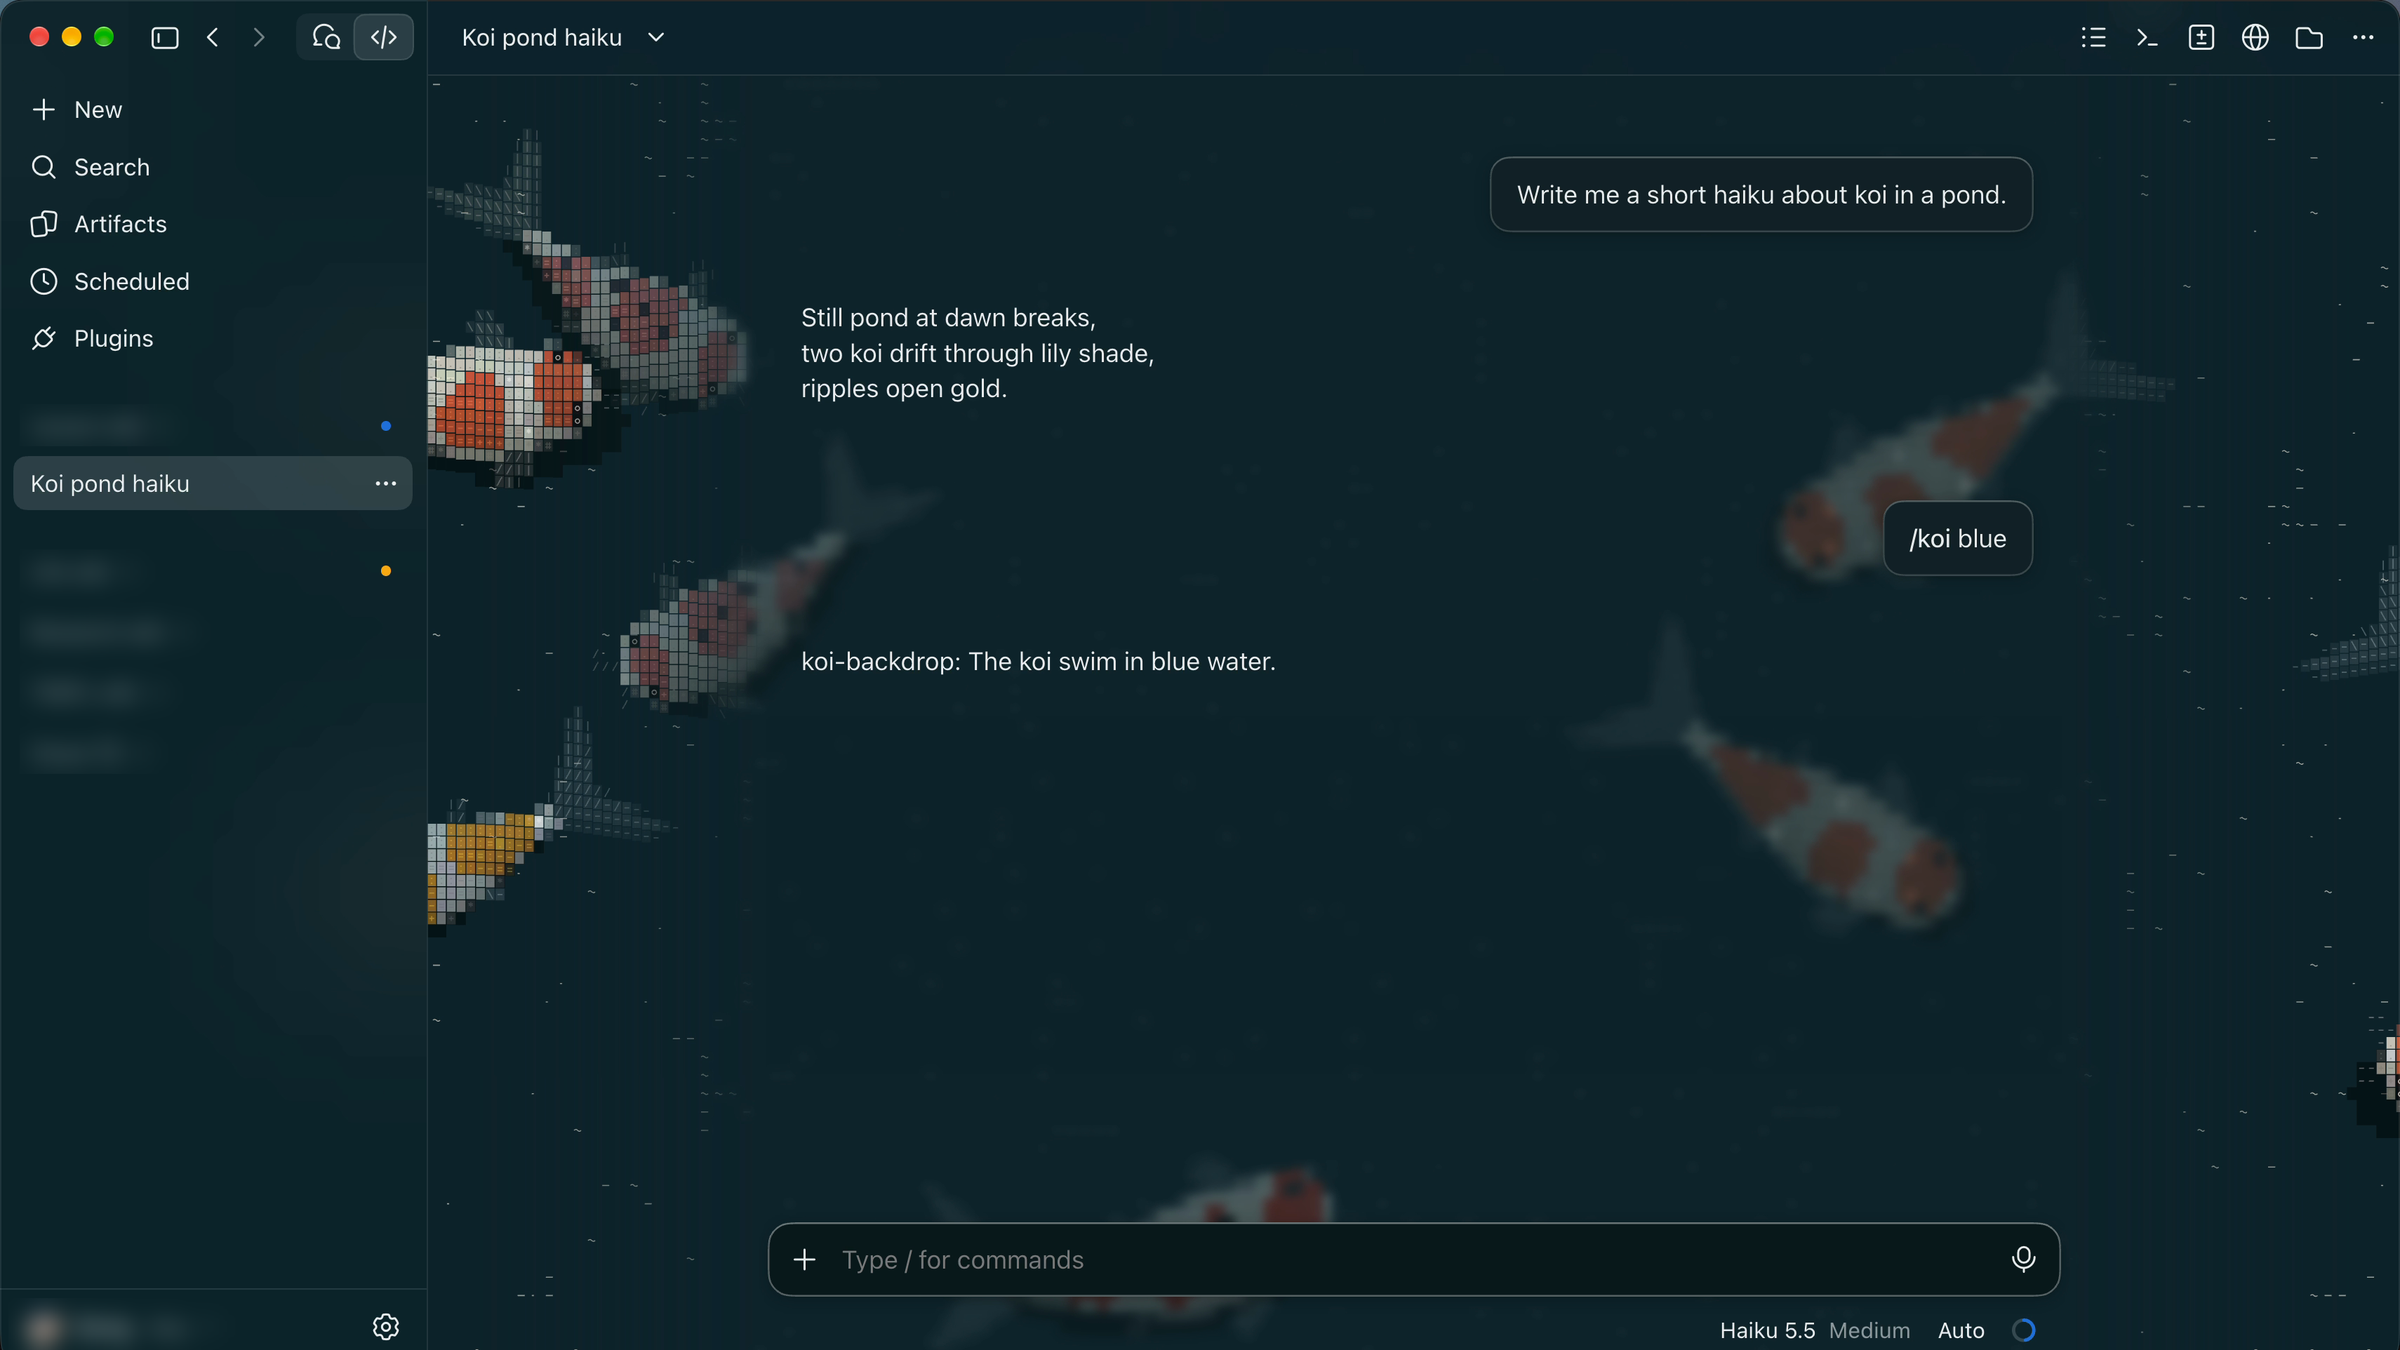 Koi pond haiku
New
Search
Artifacts
Scheduled
Plugins
Koi pond haiku
Write me a short haiku about koi in a pond.
Still pond at dawn breaks,
two koi drift through lily shade,
ripples open gold.
/koi blue
koi-backdrop: The koi swim in blue water.
Type / for commands
Haiku 5.5 Medium Auto